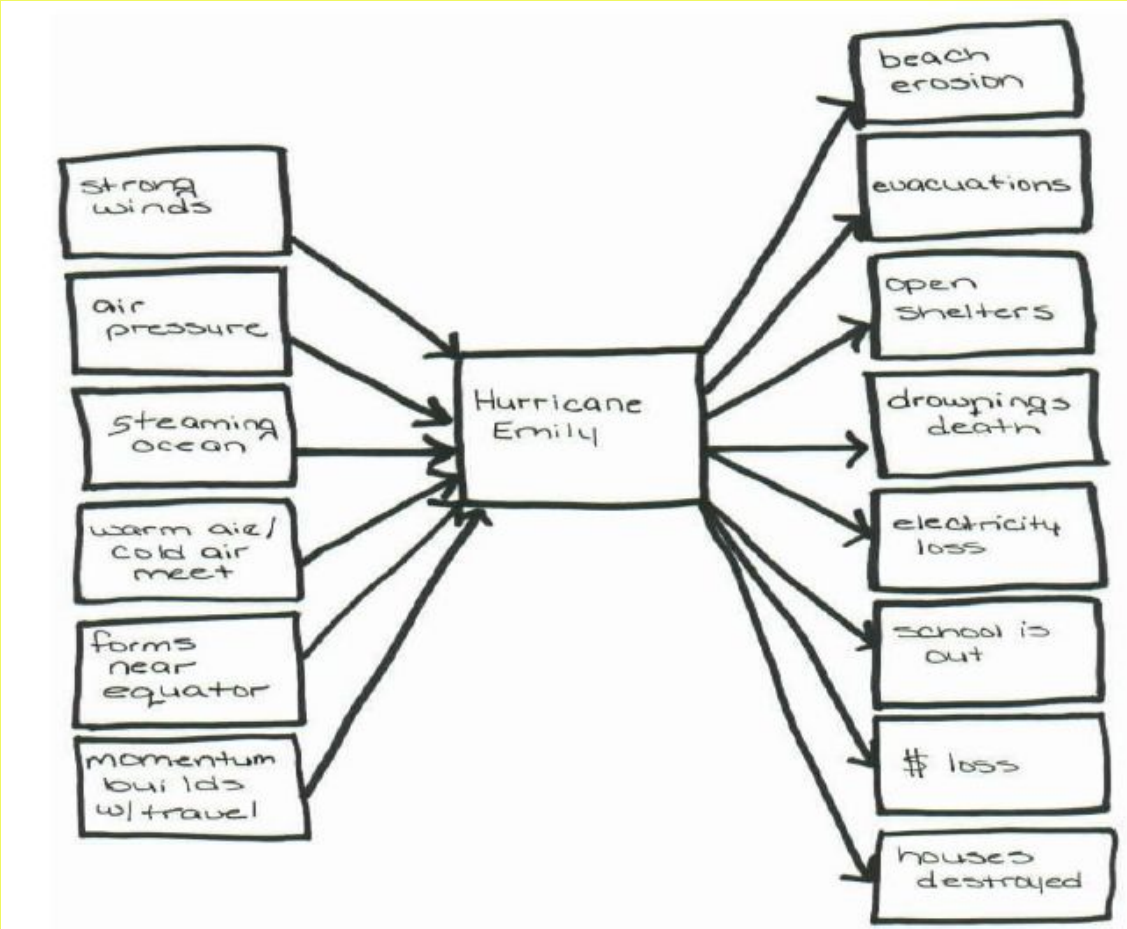 strong
winds
air
pressure
steaming
ocean
warm air/
cold air
meet
forms
near
equator
momentum
builds
w/travel
Hurricane
Emily
beach
erosion
evacuations
open
shelters
drownings
death
electricity
loss
school is
out
$ loss
houses
destroyed